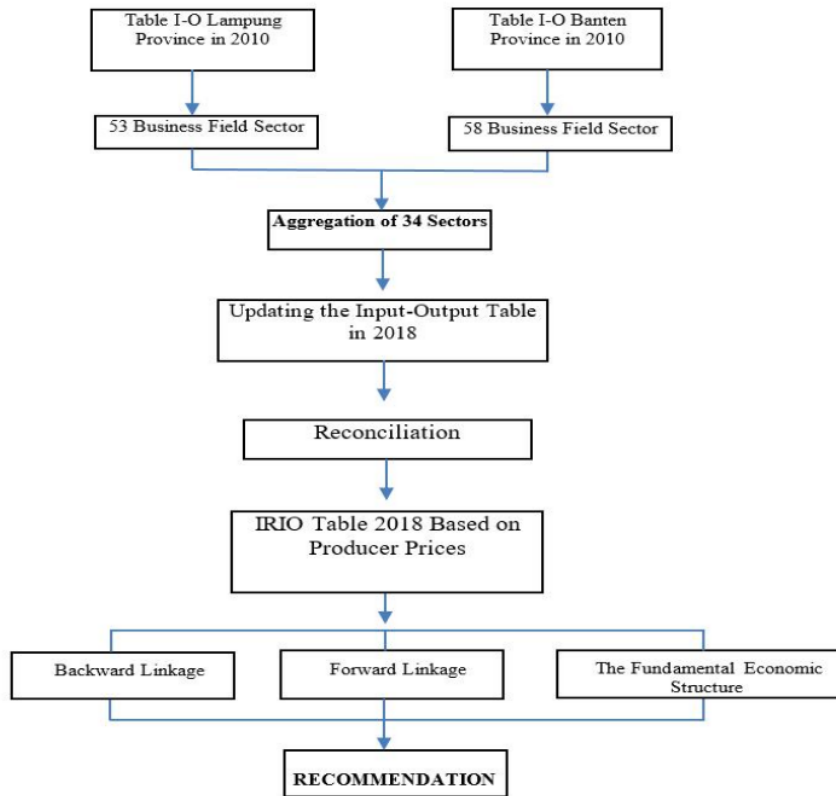 Table I-O Lampung
Province in 2010
Table I-O Banten
Province in 2010
53 Business Field Sector
58 Business Field Sector
Aggregation of 34 Sectors
Updating the Input-Output Table
in 2018
Reconciliation
IRIO Table 2018 Based on
Producer Prices
Backward Linkage
Forward Linkage
The Fundamental Economic
Structure
RECOMMENDATION